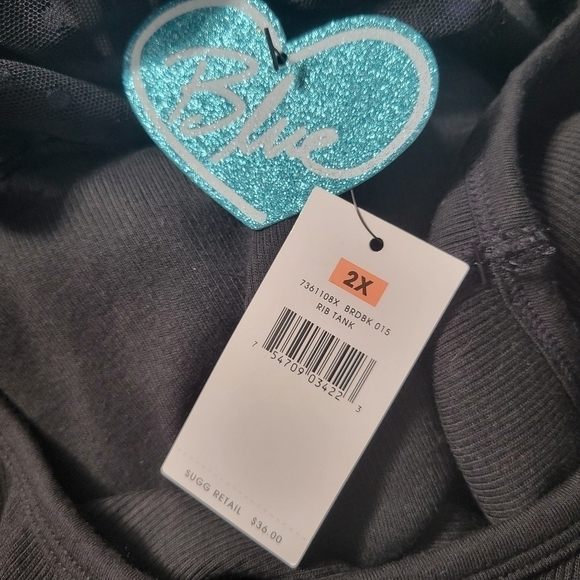 Blue
2X
7361108X BRDBK 015
RIB TANK
7 54709 03422 3
SUGG RETAIL $36.00